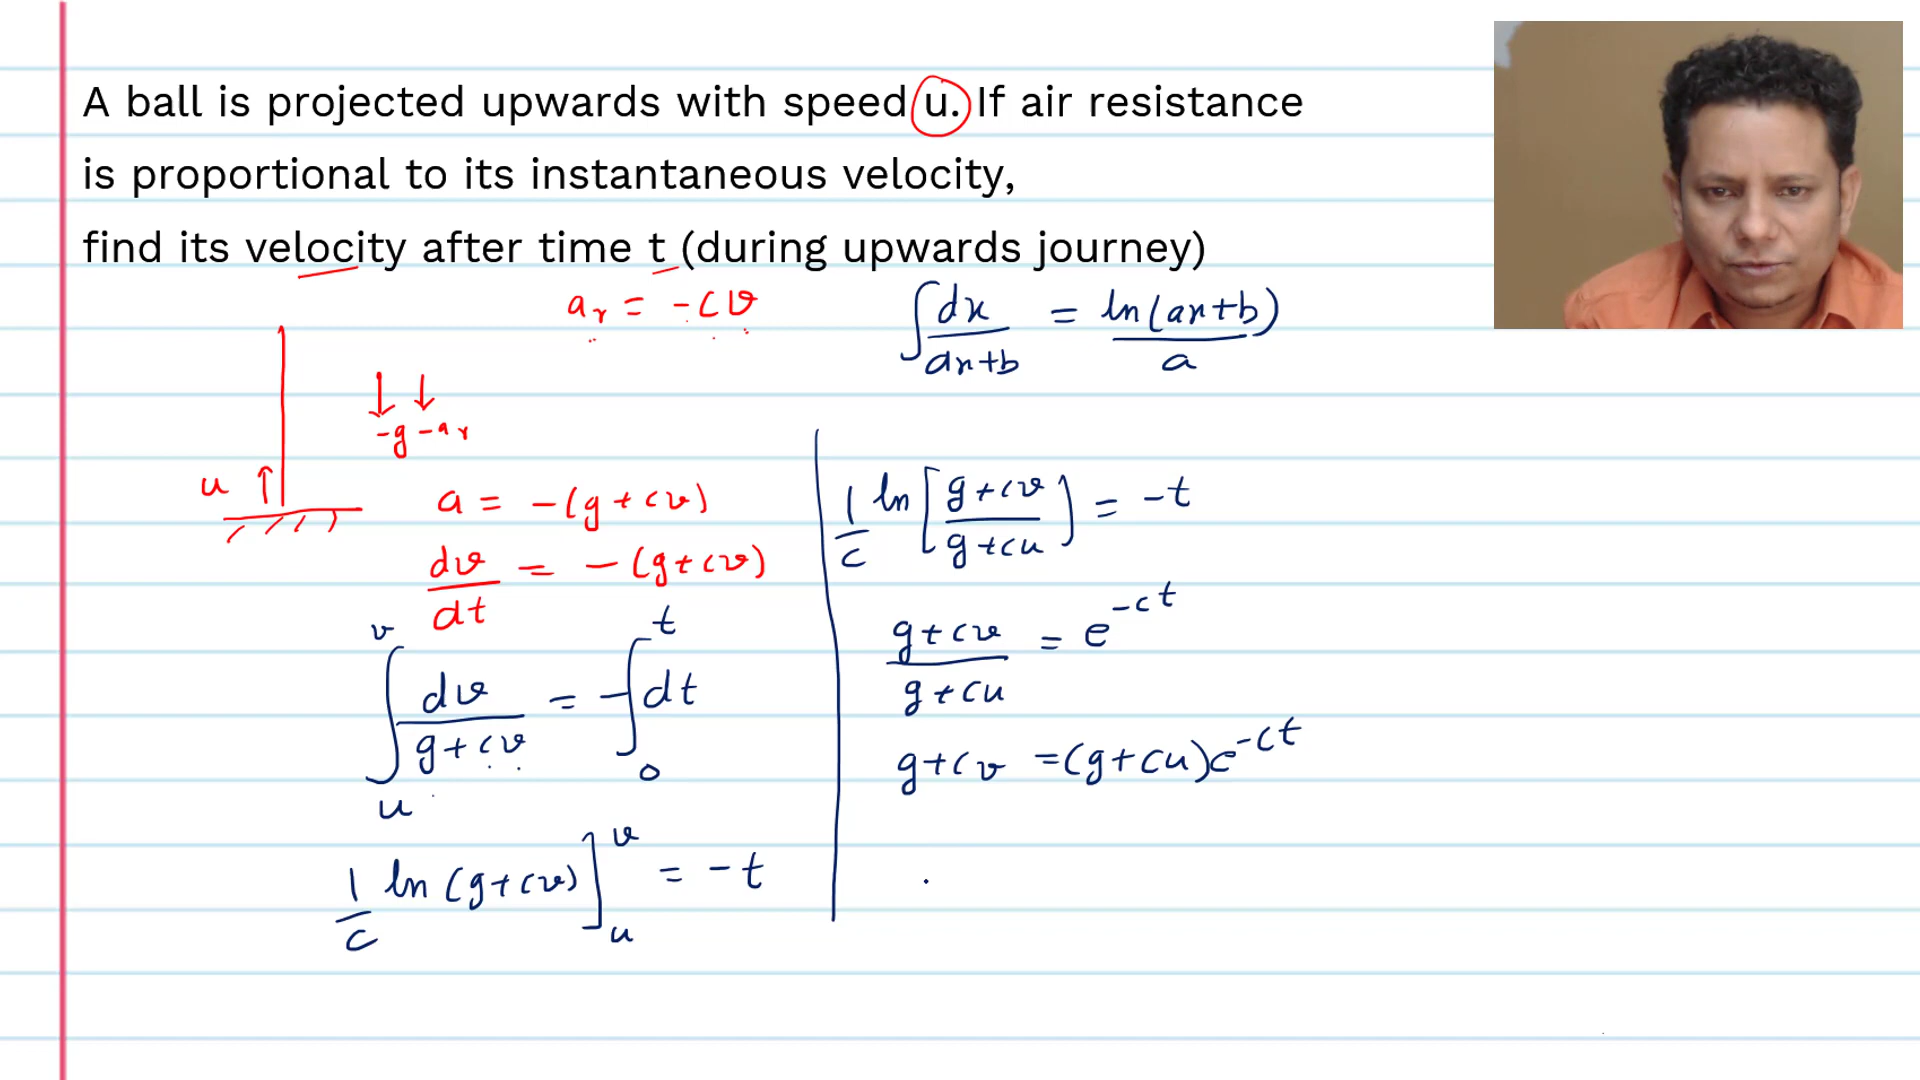 A ball is projected upwards with speed u. If air resistance
is proportional to its instantaneous velocity,
find its velocity after time t (during upwards journey)
a_r = -cv
∫ dx/(ax+b) = ln(ax+b)/a
-g -a_r
u
a = -(g+cv)
dv/dt = -(g+cv)
∫_u^v dv/(g+cv) = -∫_0^t dt
1/c ln(g+cv)]_u^v = -t
1/c ln[(g+cv)/(g+cu)] = -t
(g+cv)/(g+cu) = e^{-ct}
g+cv = (g+cu)e^{-ct}